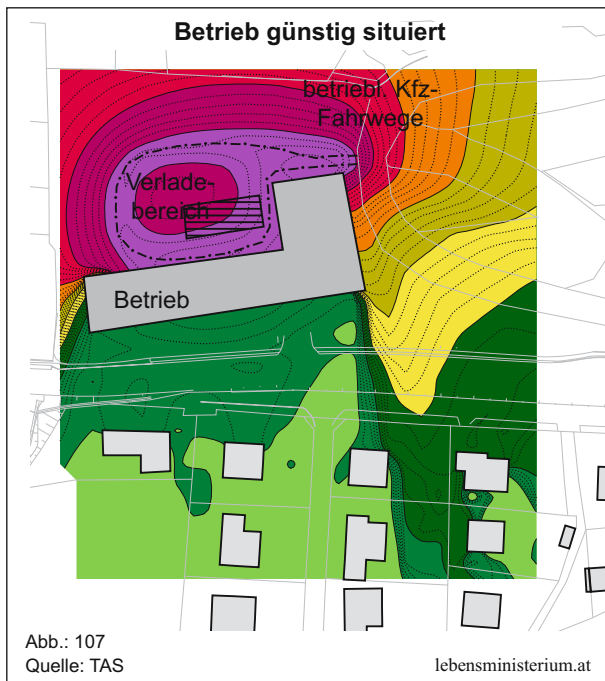 Betrieb günstig situiert
betriebl. Kfz-
Fahrwege
Verlade-
bereich
Betrieb
Abb.: 107
Quelle: TAS
lebensministerium.at